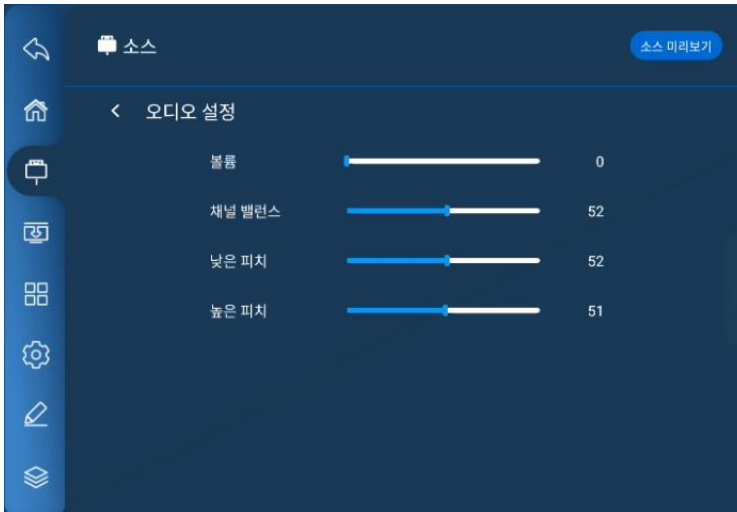 소스
소스 미리보기
오디오 설정
볼륨 0
채널 밸런스 52
낮은 피치 52
높은 피치 51